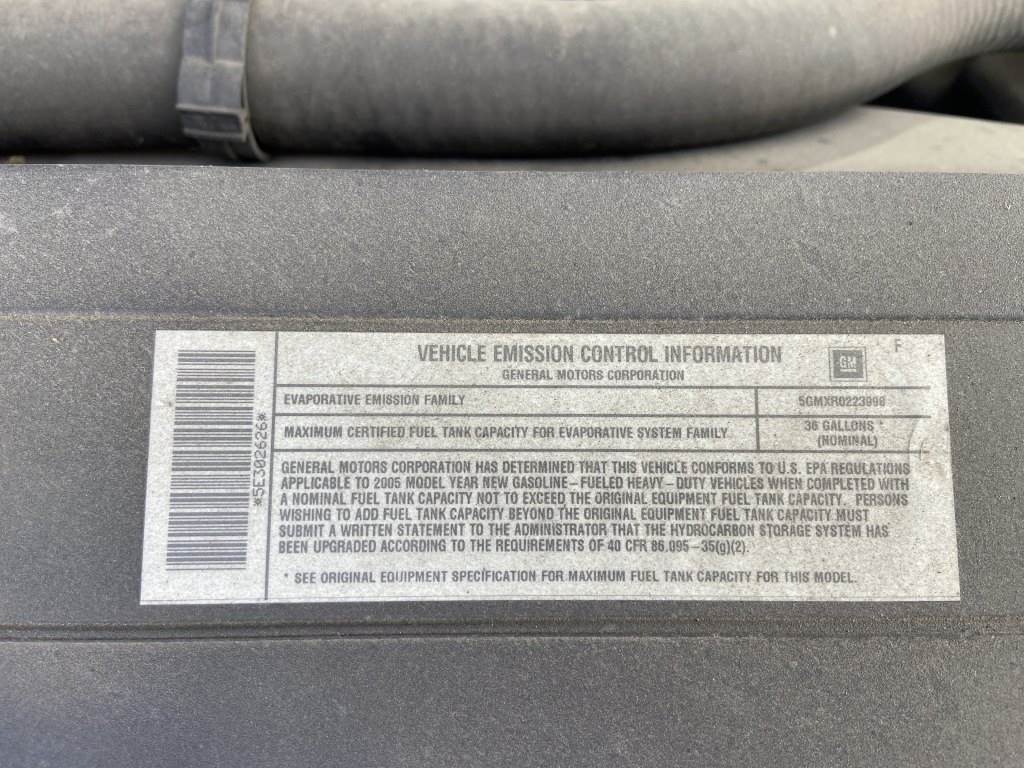 VEHICLE EMISSION CONTROL INFORMATION
GENERAL MOTORS CORPORATION
GM
F
EVAPORATIVE EMISSION FAMILY
5GMXR0223996
MAXIMUM CERTIFIED FUEL TANK CAPACITY FOR EVAPORATIVE SYSTEM FAMILY
36 GALLONS *
(NOMINAL)
GENERAL MOTORS CORPORATION HAS DETERMINED THAT THIS VEHICLE CONFORMS TO U.S. EPA REGULATIONS
APPLICABLE TO 2005 MODEL YEAR NEW GASOLINE-FUELED HEAVY-DUTY VEHICLES WHEN COMPLETED WITH
A NOMINAL FUEL TANK CAPACITY NOT TO EXCEED THE ORIGINAL EQUIPMENT FUEL TANK CAPACITY. PERSONS
WISHING TO ADD FUEL TANK CAPACITY BEYOND THE ORIGINAL EQUIPMENT FUEL TANK CAPACITY MUST
SUBMIT A WRITTEN STATEMENT TO THE ADMINISTRATOR THAT THE HYDROCARBON STORAGE SYSTEM HAS
BEEN UPGRADED ACCORDING TO THE REQUIREMENTS OF 40 CFR 86.095-35(g)(2).
* SEE ORIGINAL EQUIPMENT SPECIFICATION FOR MAXIMUM FUEL TANK CAPACITY FOR THIS MODEL.
*5E302626*